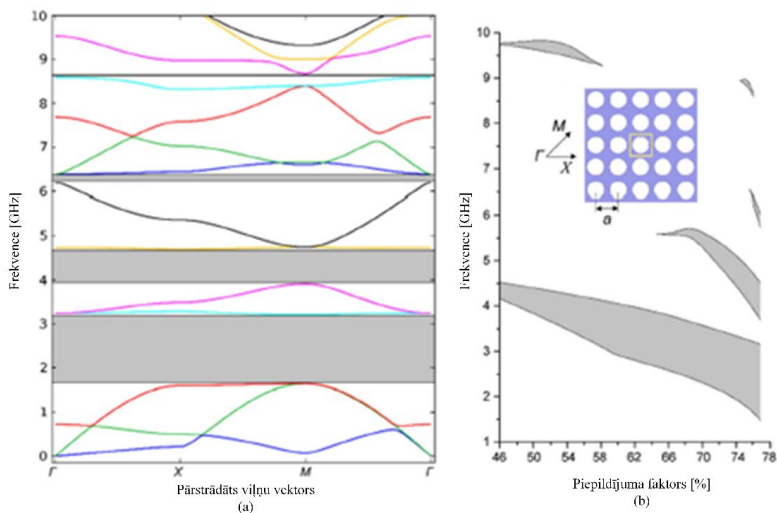 10
9
8
7
6
5
4
3
2
1
0
Frekvence [GHz]
Γ X M Γ
Pārstrādāts viļņu vektors
(a)
10
9
8
7
6
5
4
3
2
1
Frekvence [GHz]
M
Γ
X
a
46 50 54 58 62 66 70 74 78
Piepildījuma faktors [%]
(b)